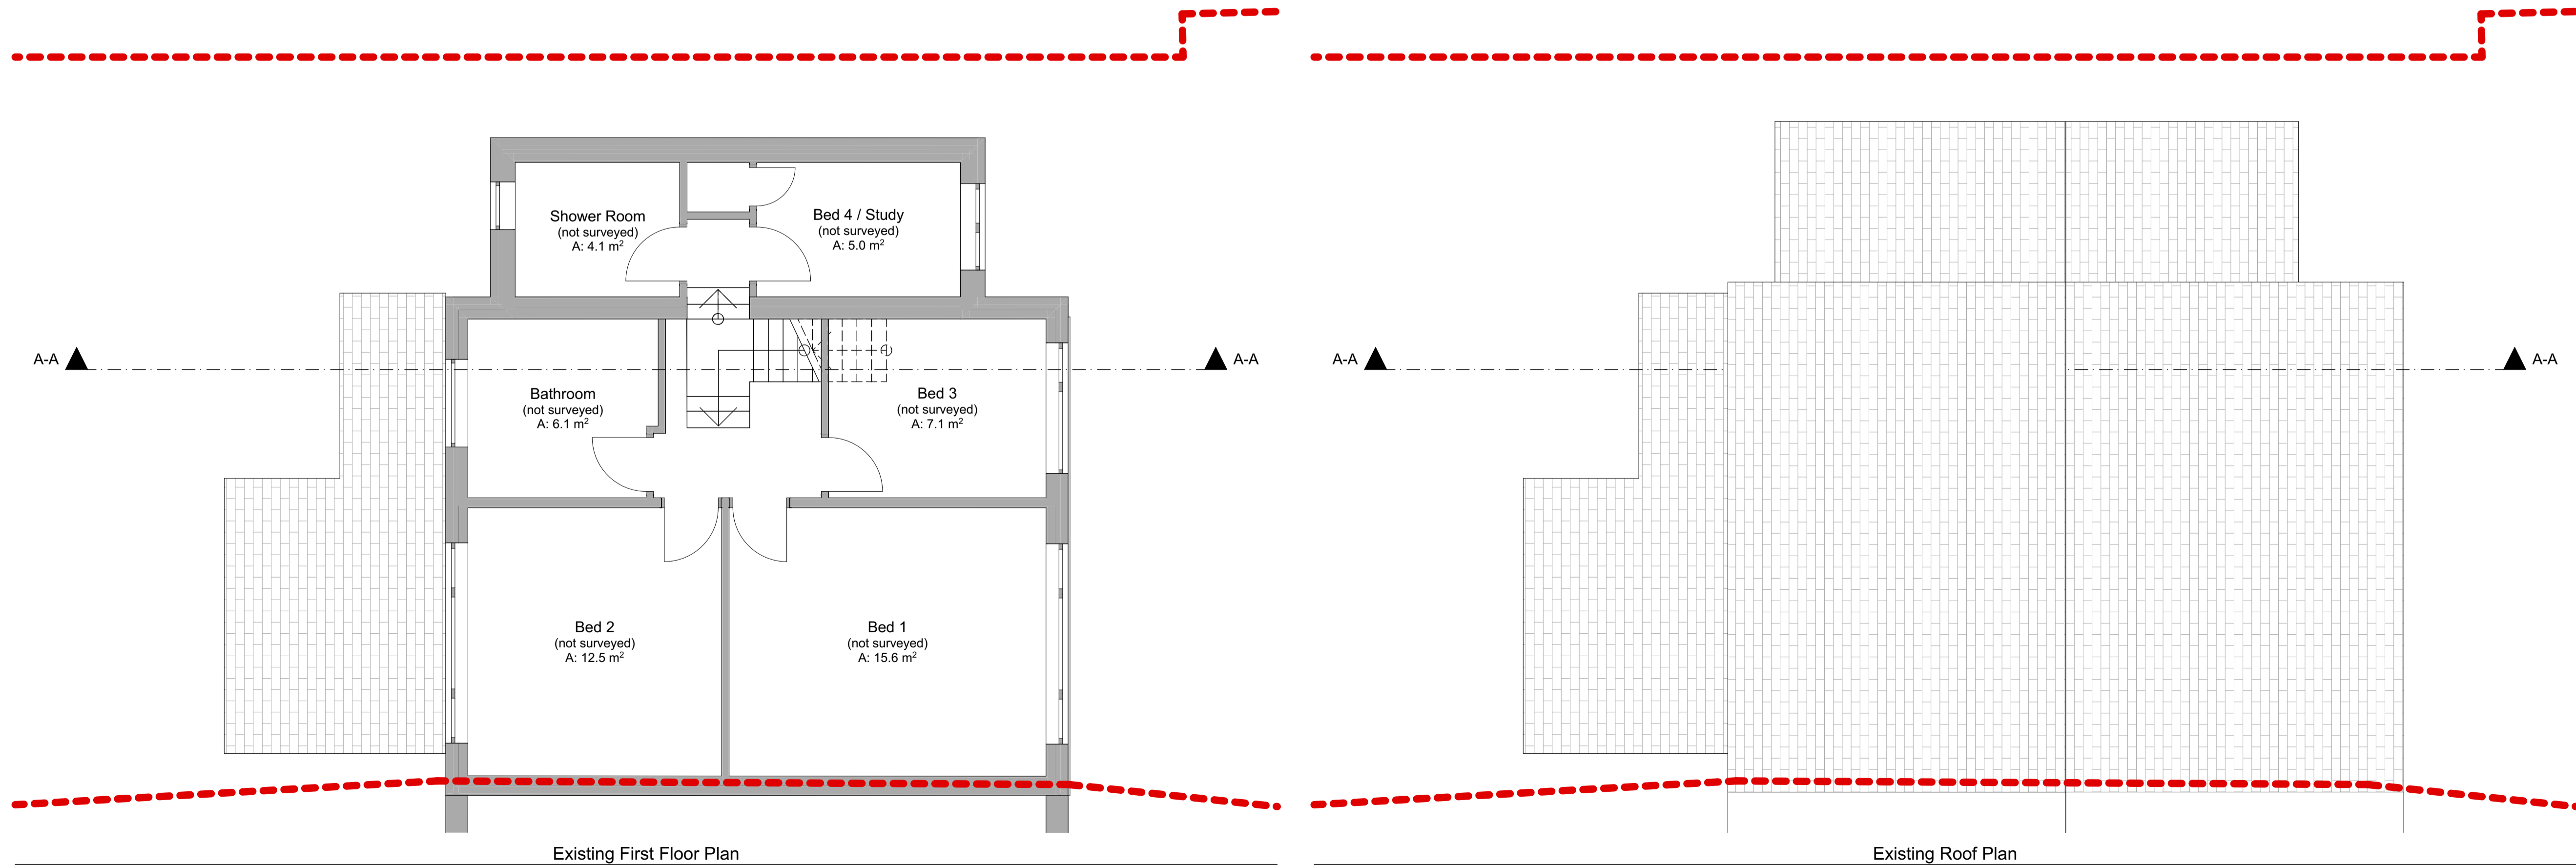 Shower Room
(not surveyed)
A: 4.1 m²
Bed 4 / Study
(not surveyed)
A: 5.0 m²
A-A
A-A
A-A
A-A
Bathroom
(not surveyed)
A: 6.1 m²
Bed 3
(not surveyed)
A: 7.1 m²
Bed 2
(not surveyed)
A: 12.5 m²
Bed 1
(not surveyed)
A: 15.6 m²
Existing First Floor Plan
Existing Roof Plan